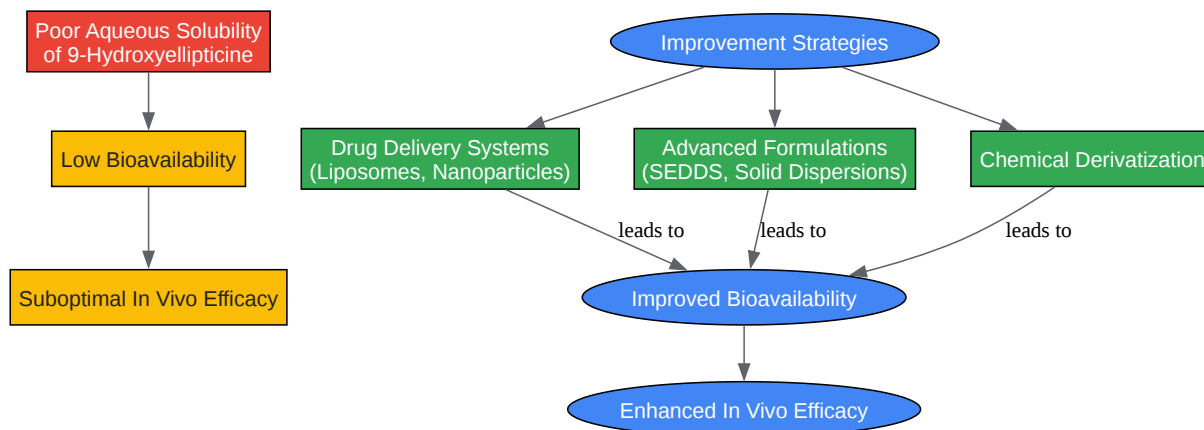 Poor Aqueous Solubility
of 9-Hydroxyellipticine
Low Bioavailability
Suboptimal In Vivo Efficacy
Improvement Strategies
Drug Delivery Systems
(Liposomes, Nanoparticles)
Advanced Formulations
(SEDDS, Solid Dispersions)
Chemical Derivatization
leads to
leads to
leads to
Improved Bioavailability
Enhanced In Vivo Efficacy